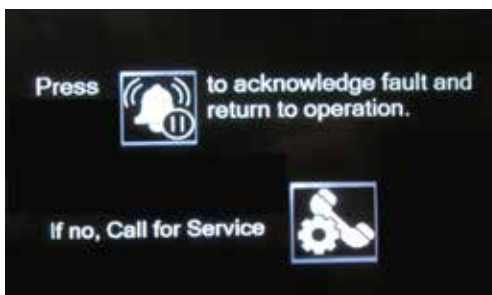 Press to acknowledge fault and
return to operation.
If no, Call for Service